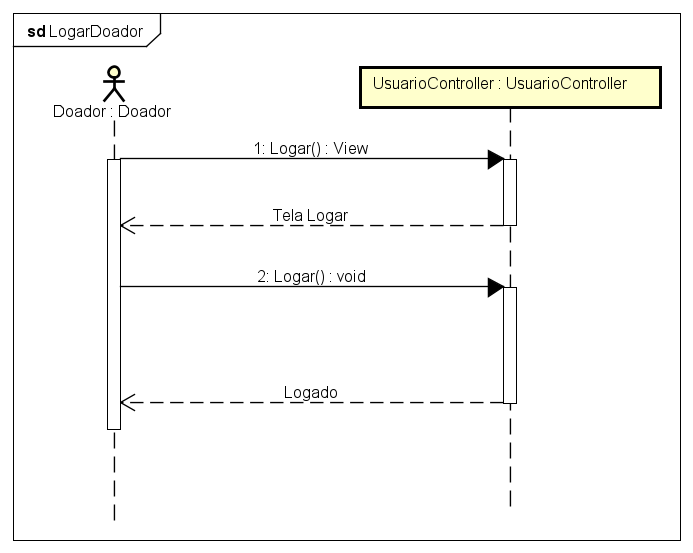 sd LogarDoador
Doador : Doador
UsuarioController : UsuarioController
1: Logar() : View
Tela Logar
2: Logar() : void
Logado